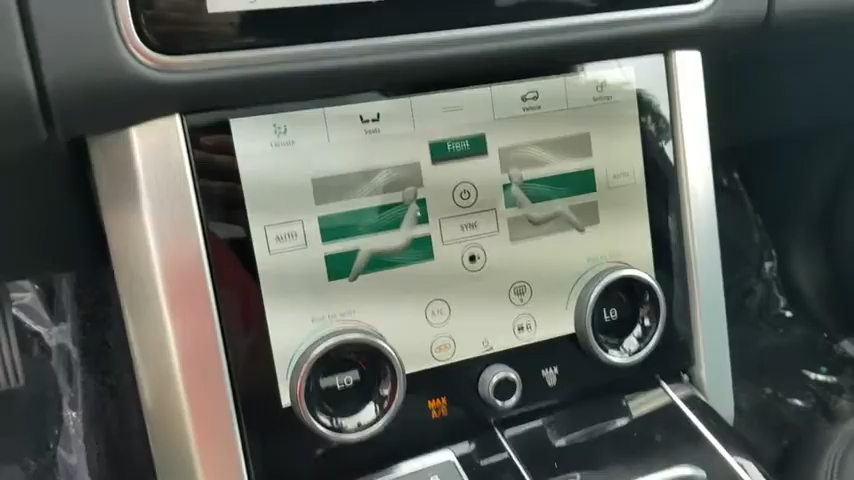 Climate
Seats
Vehicle
Settings
Front
AUTO
SYNC
AUTO
A/C
LO
LO
MAX
A/C
MAX